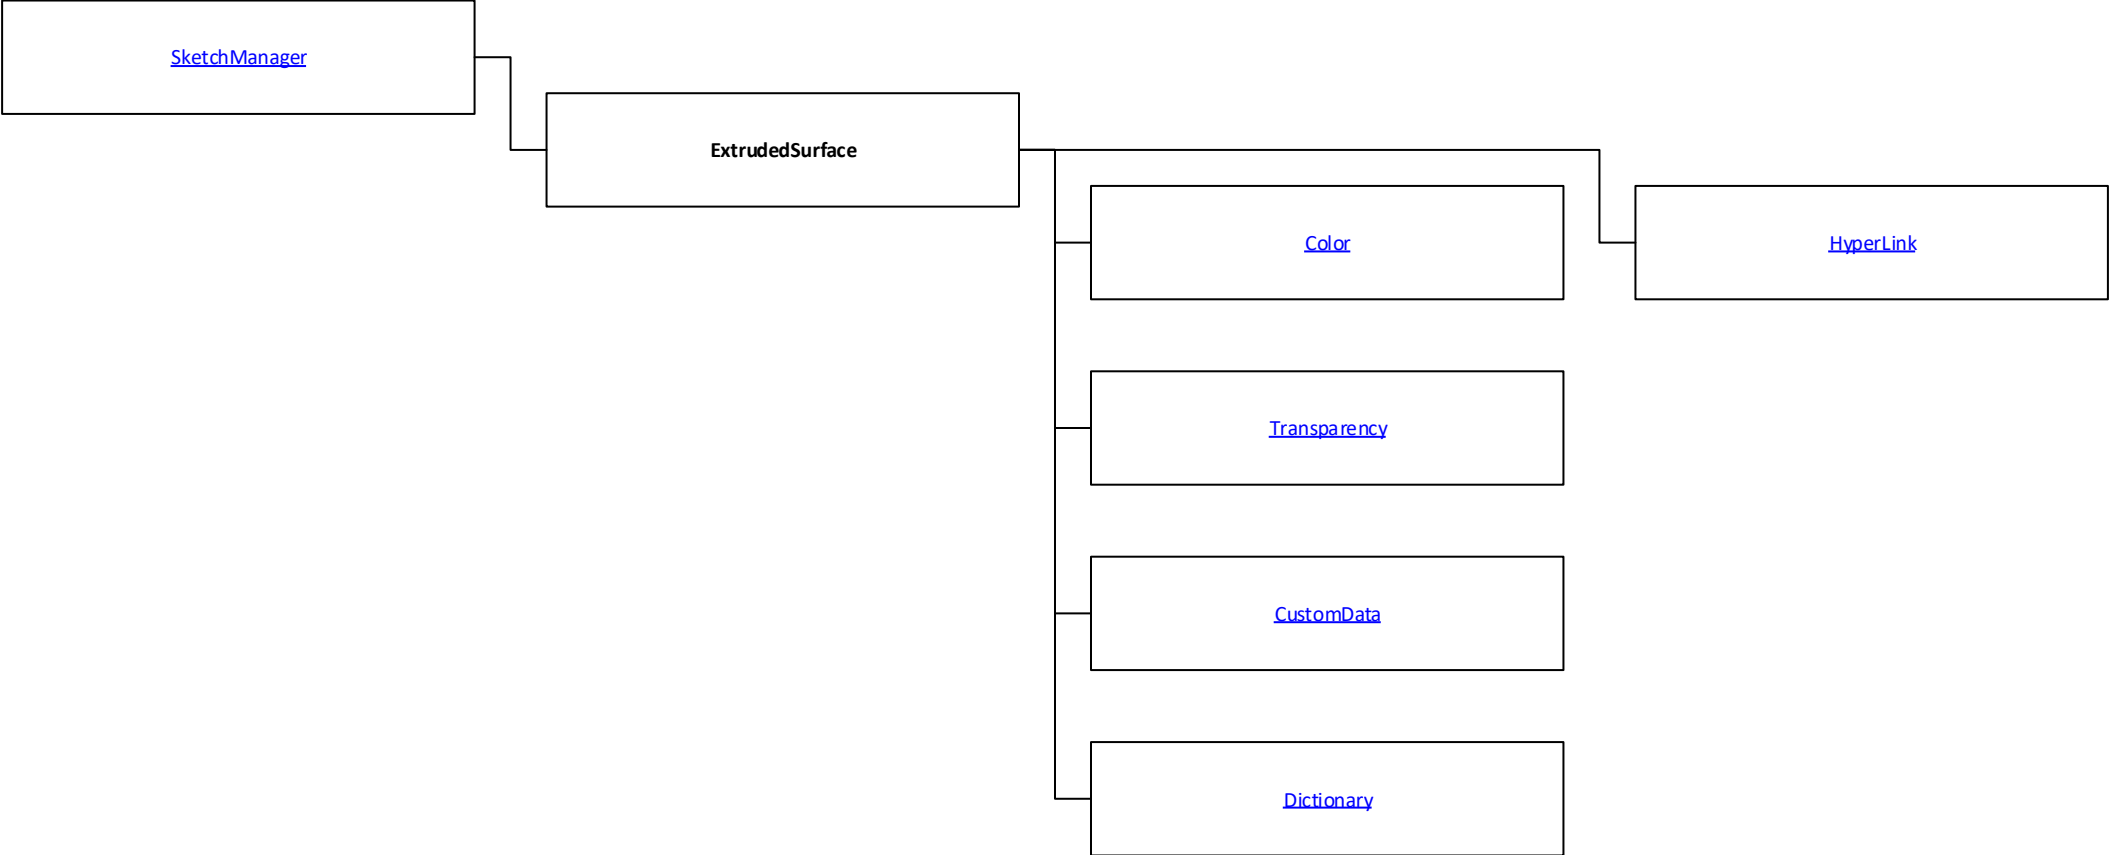 SketchManager
ExtrudedSurface
Color
HyperLink
Transparency
CustomData
Dictionary